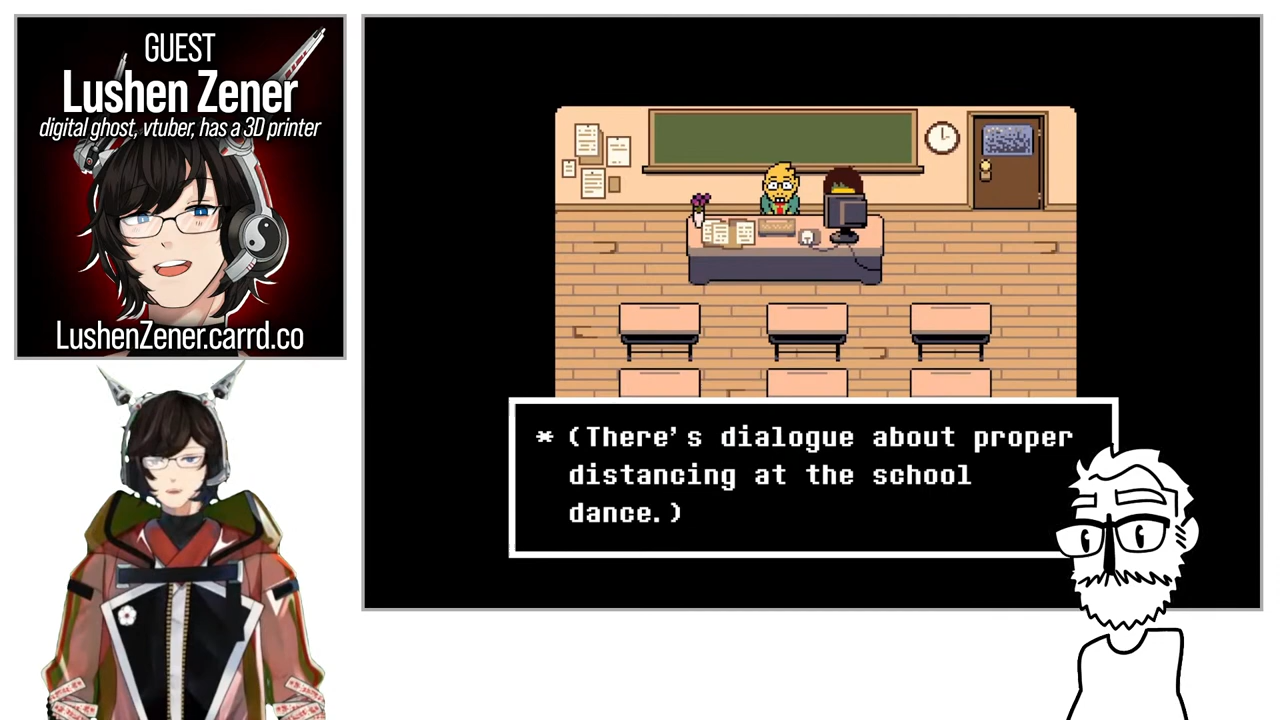 GUEST
Lushen Zener
digital ghost, vtuber, has a 3D printer
LushenZener.carrd.co
* (There's dialogue about proper
distancing at the school
dance.)